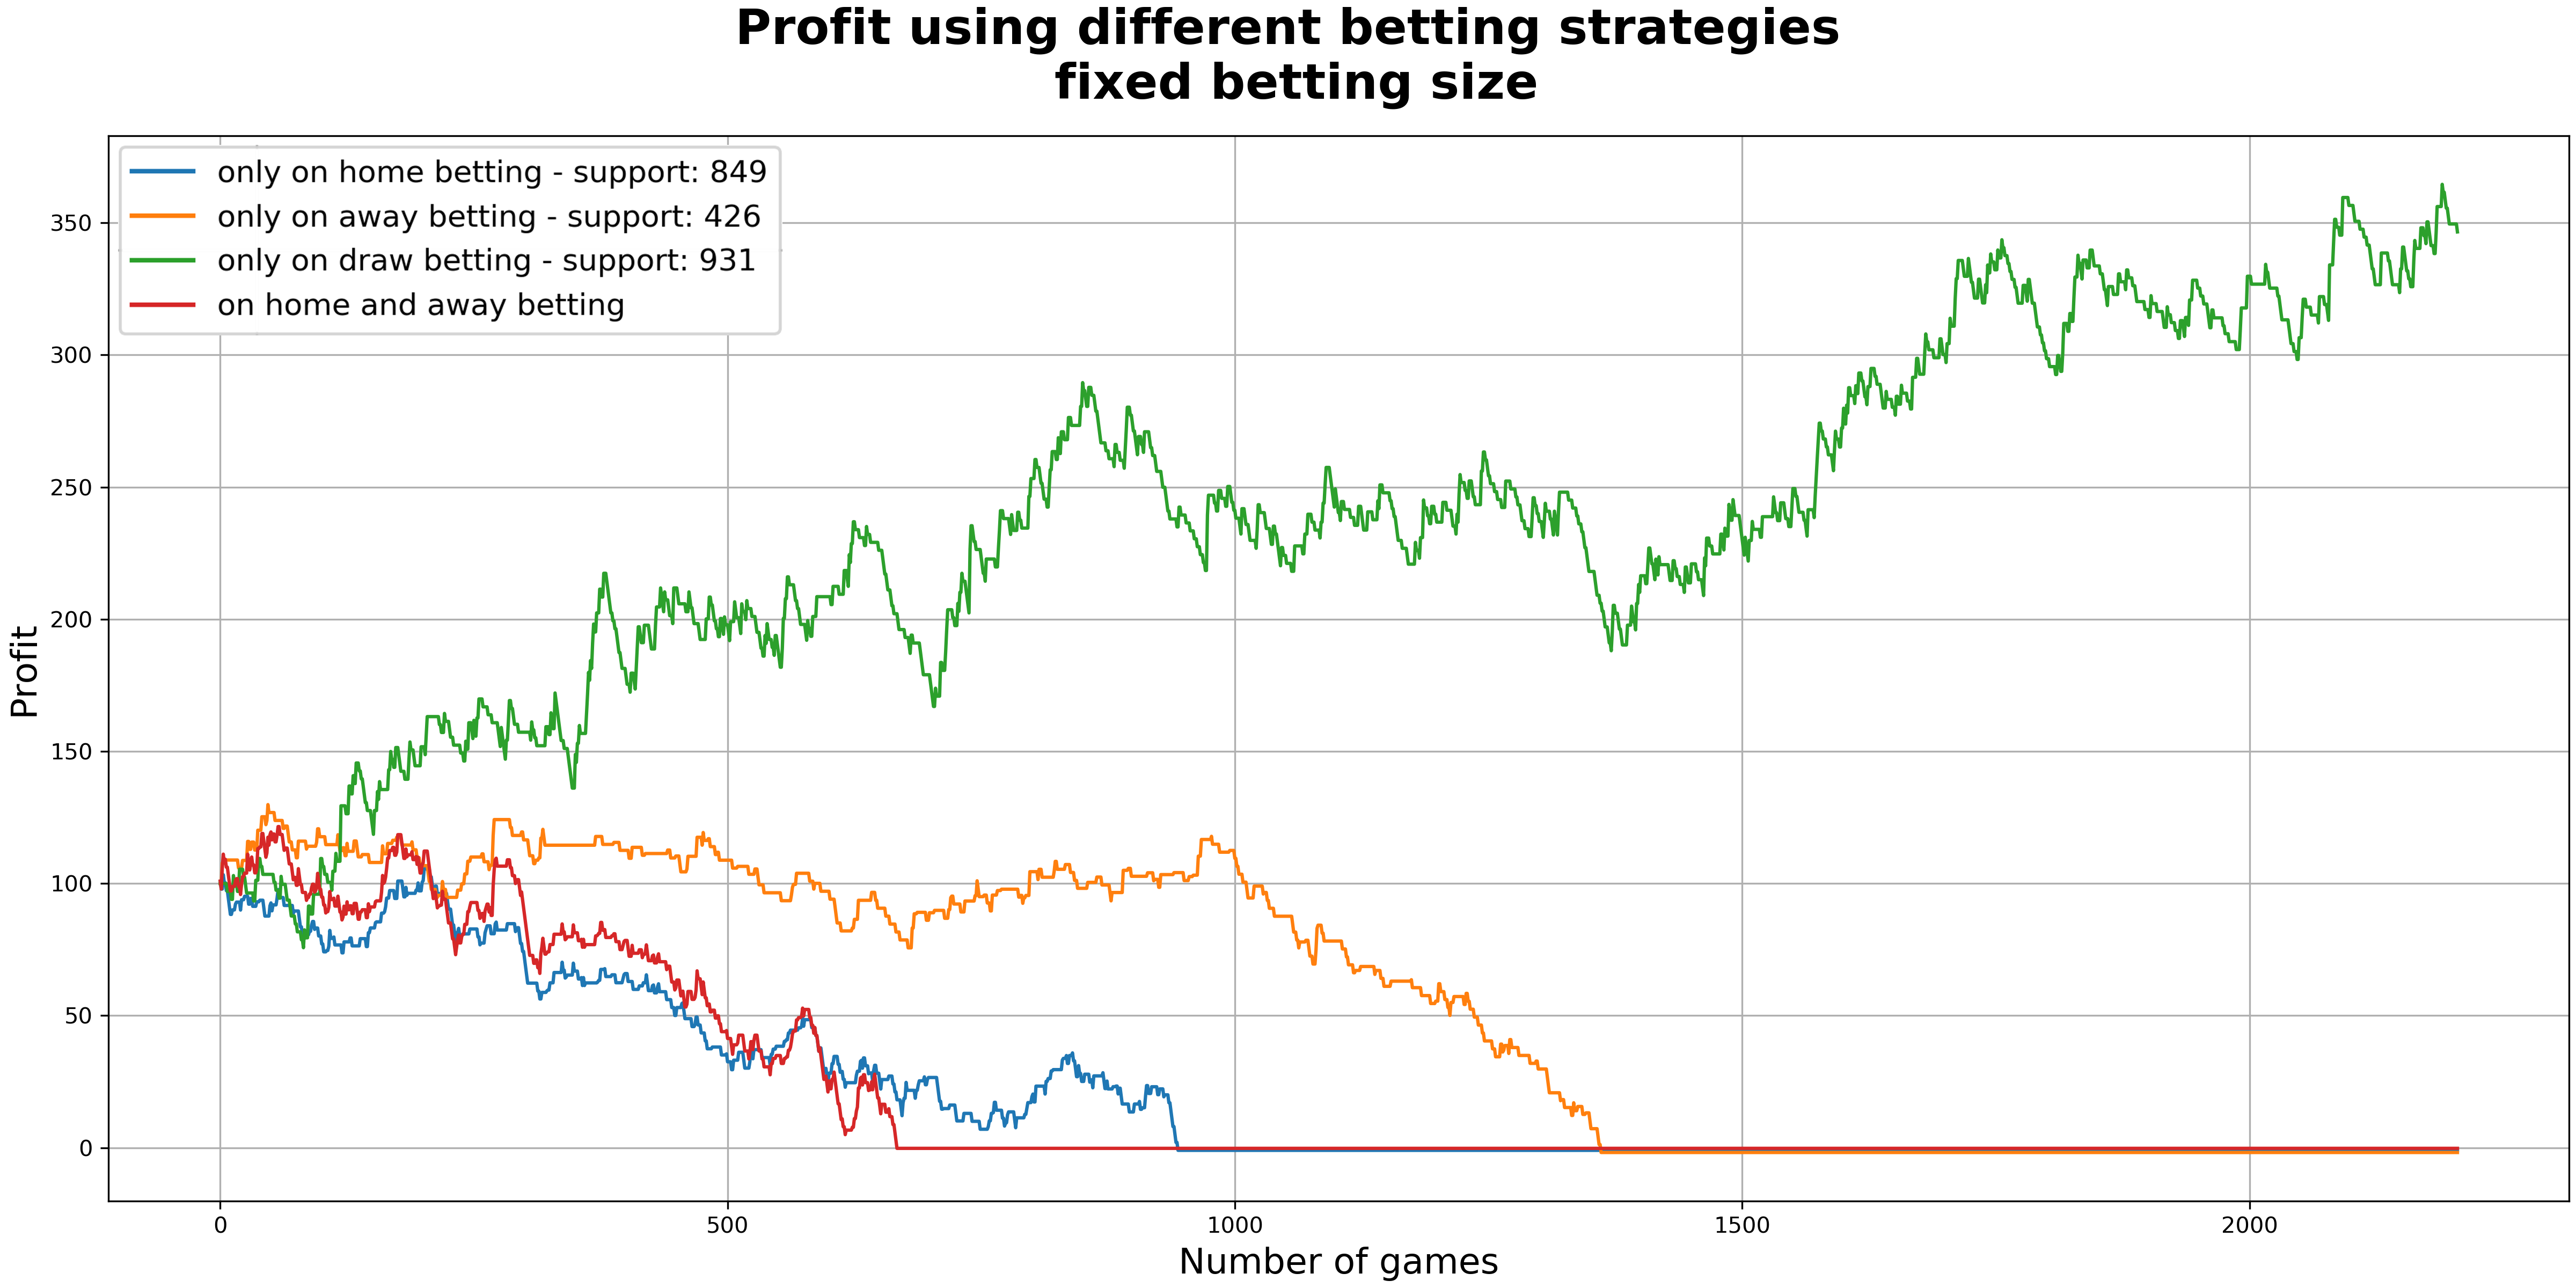 Profit using different betting strategies
fixed betting size
only on home betting - support: 849
only on away betting - support: 426
only on draw betting - support: 931
on home and away betting
Profit
350
300
250
200
150
100
50
0
0 500 1000 1500 2000
Number of games